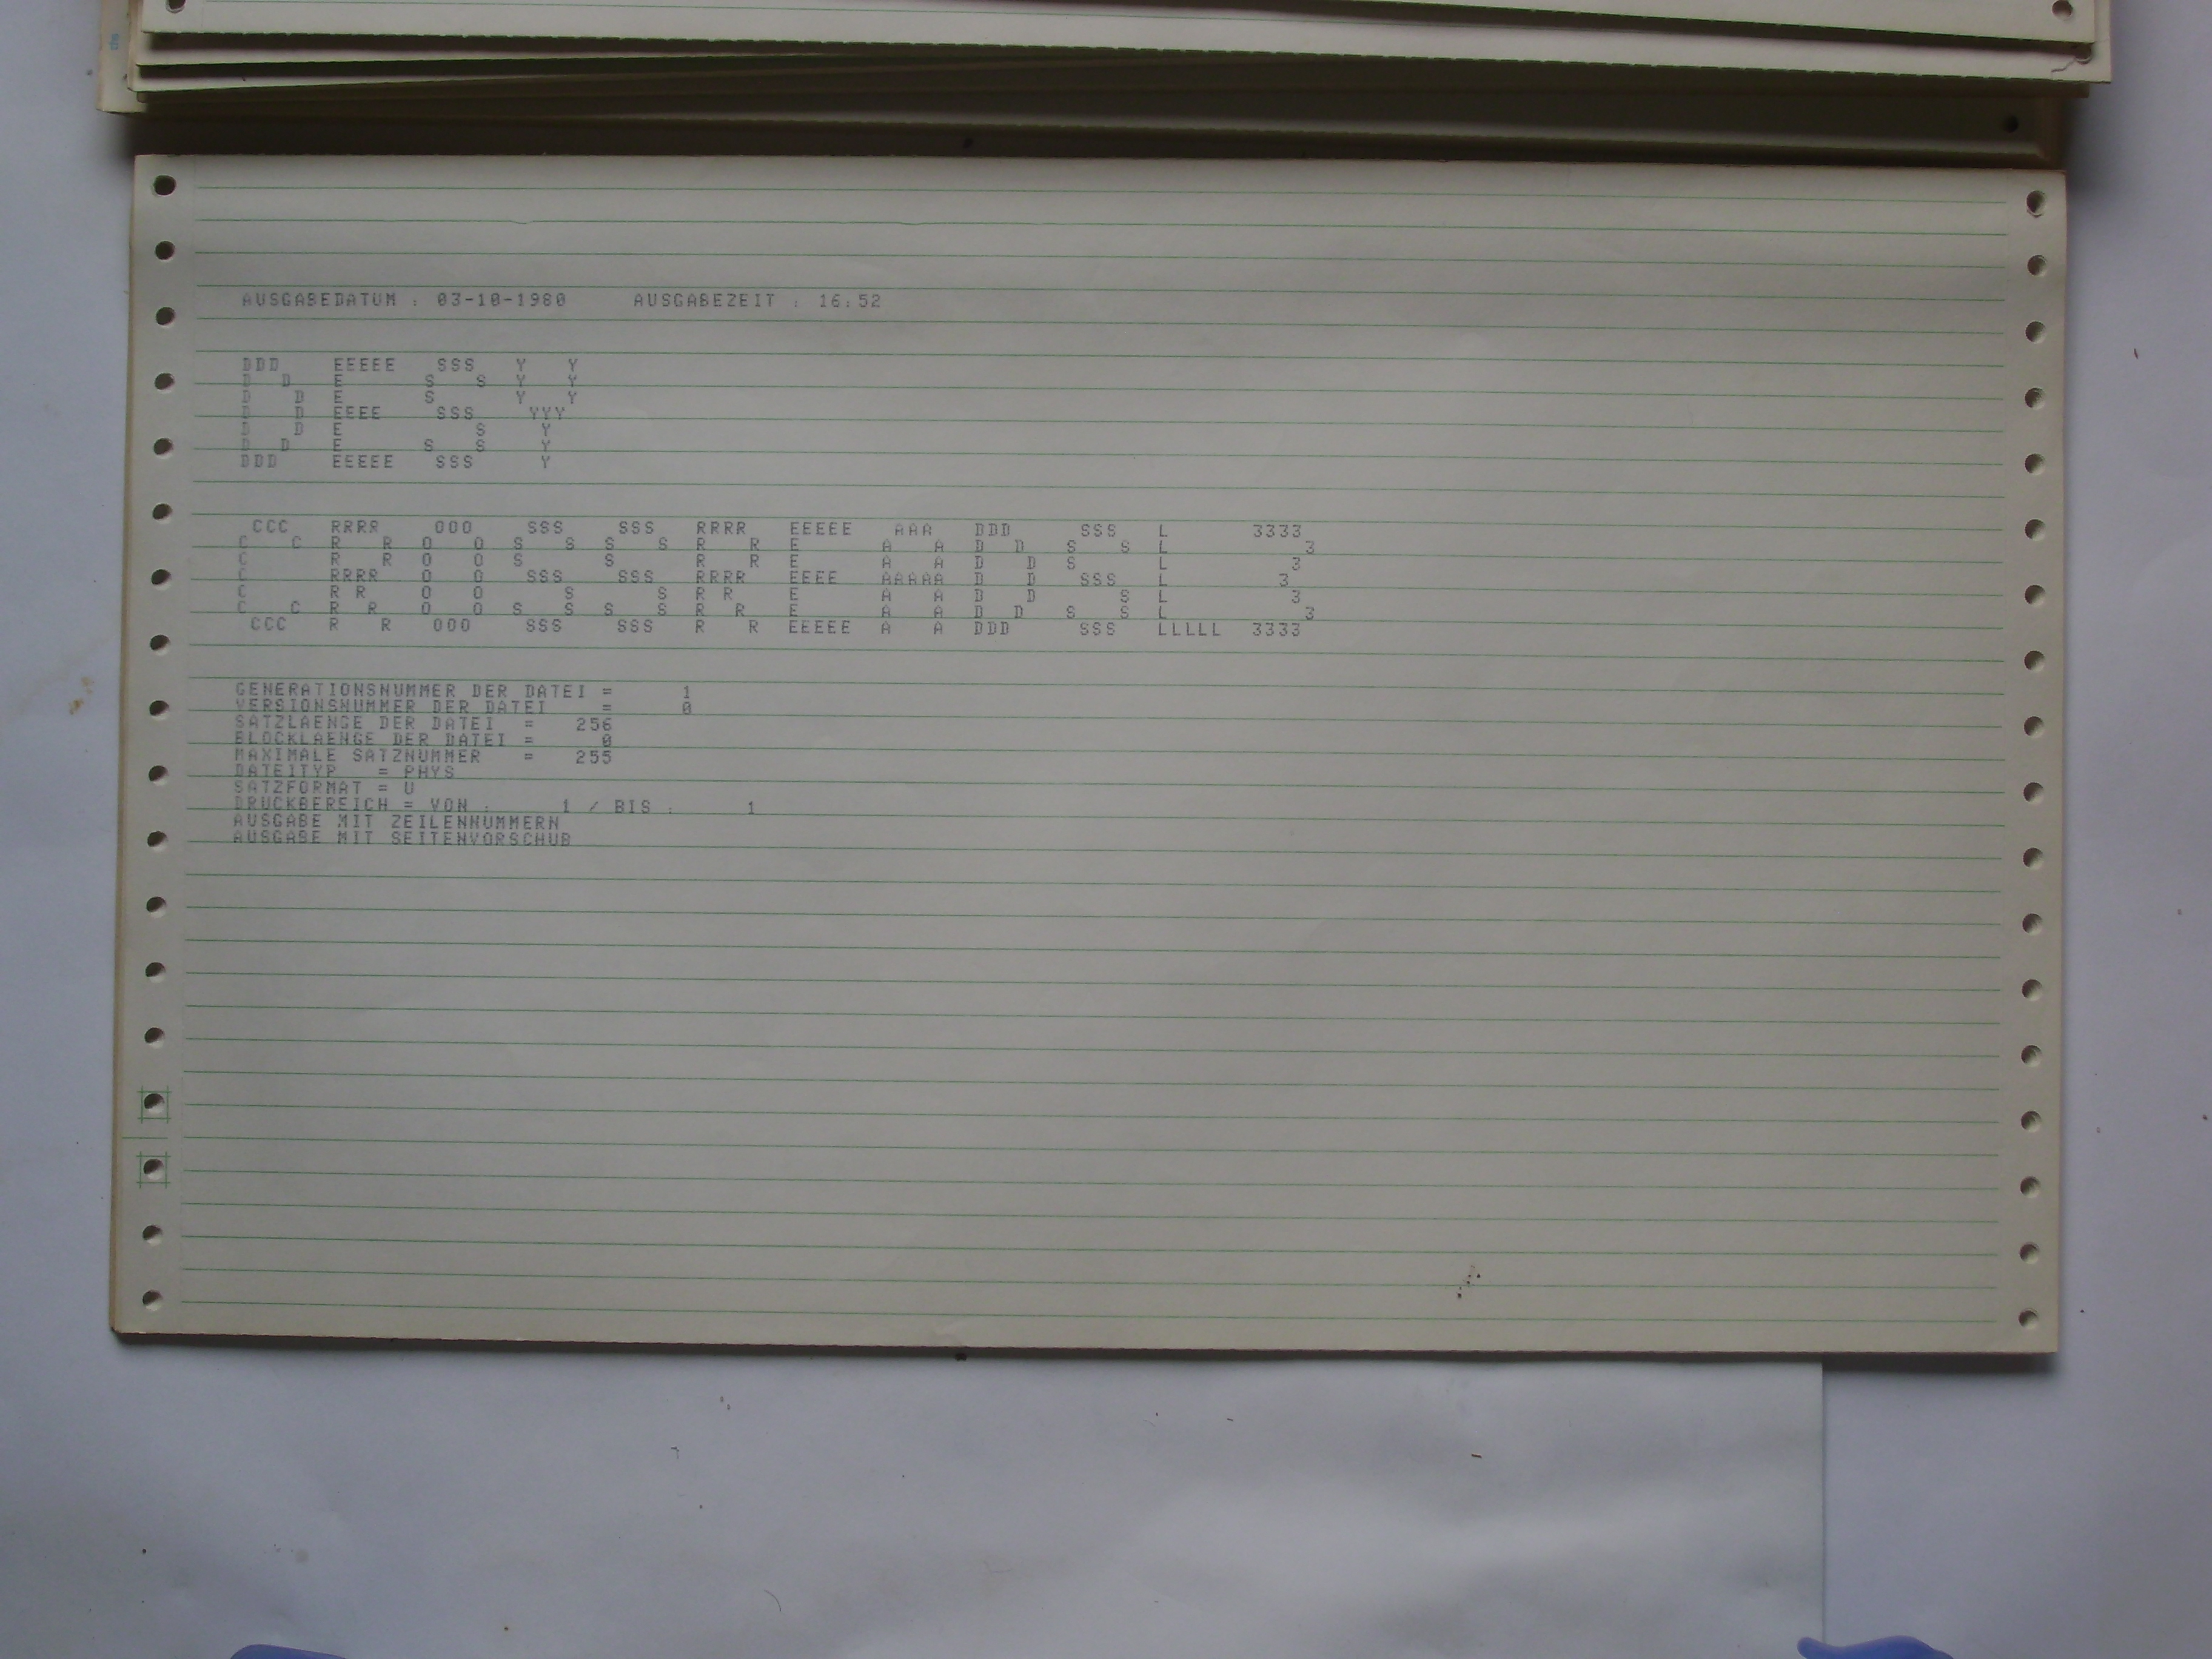 AUSGABEDATUM : 03-10-1980     AUSGABEZEIT : 16:52
DESY
CROSSREADSL3
GENERATIONSNUMMER DER DATEI =     1
VERSIONSNUMMER DER DATEI    =     0
SATZLAENGE DER DATEI  =   256
BLOCKLAENGE DER DATEI =     0
MAXIMALE SATZNUMMER   =   255
DATEITYP   = PHYS
SATZFORMAT = U
DRUCKBEREICH = VON :     1 / BIS :     1
AUSGABE MIT ZEILENNUMMERN
AUSGABE MIT SEITENVORSCHUB